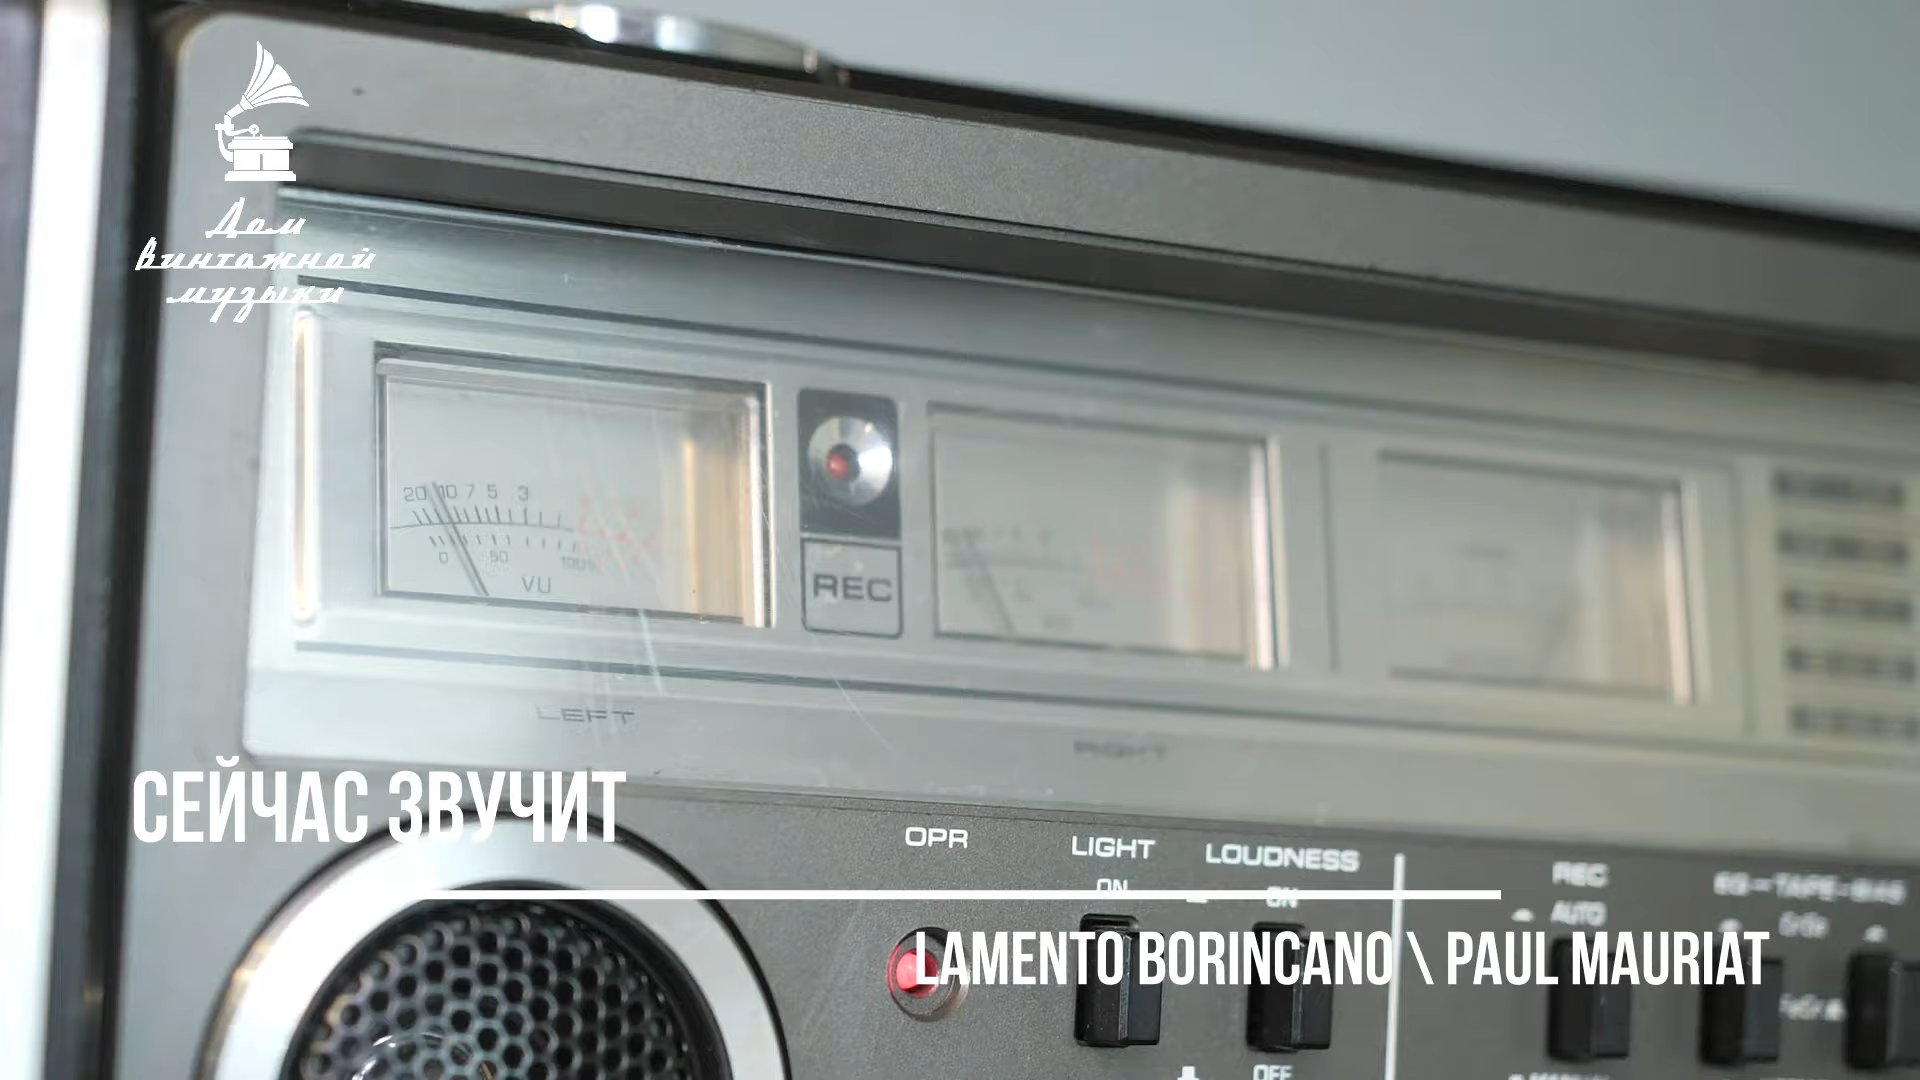 Дом
винтажной
музыки
20 10 7 5 3
0 50 100%
VU
REC
LEFT
RIGHT
СЕЙЧАС ЗВУЧИТ
OPR
LIGHT
LOUDNESS
REC
ON
ON
AUTO
LAMENTO BORINCANO \ PAUL MAURIAT
OFF